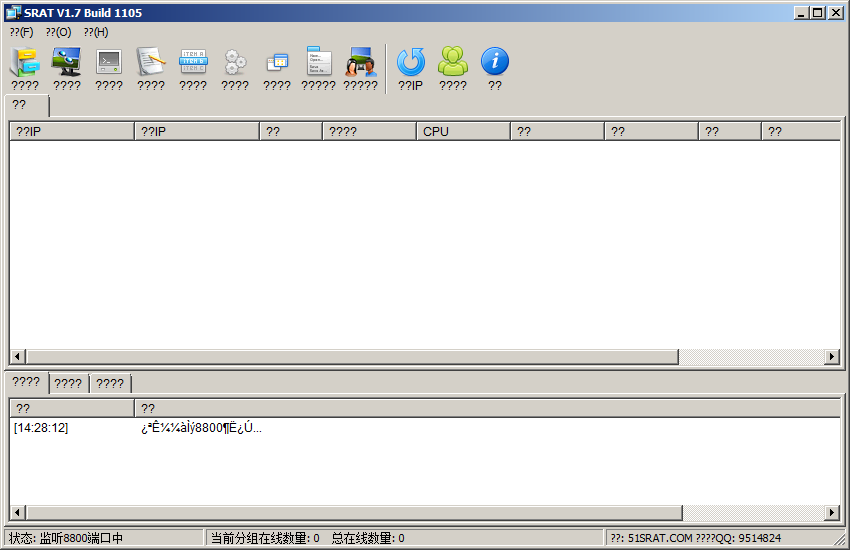 SRAT V1.7 Build 1105
??(F) ??(O) ??(H)
???? ???? ???? ???? ???? ???? ???? ????? ????? ??IP ???? ??
??
??IP ??IP ?? ???? CPU ?? ?? ?? ??
???? ???? ????
?? ??
[14:28:12] ¿ªÊ¼¼àÌý8800¶Ë¿Ú...
状态: 监听8800端口中 当前分组在线数量: 0 总在线数量: 0 ??: 51SRAT.COM ????QQ: 9514824